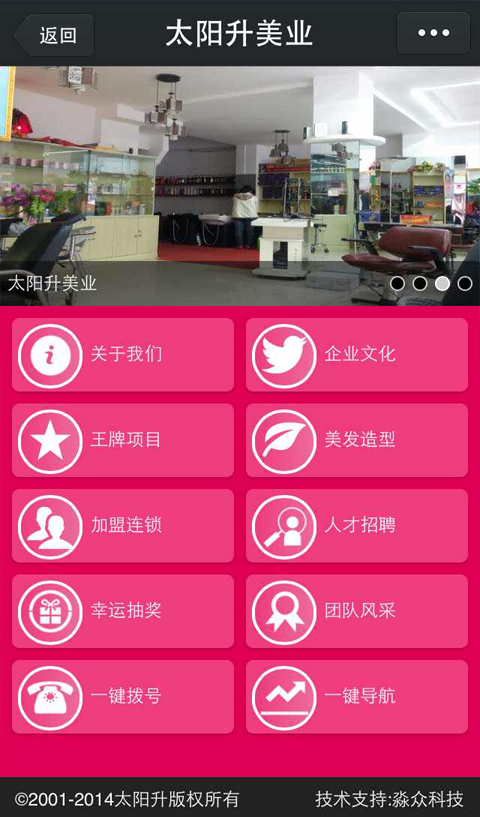 返回
太阳升美业
太阳升美业
关于我们
企业文化
王牌项目
美发造型
加盟连锁
人才招聘
幸运抽奖
团队风采
一键拨号
一键导航
©2001-2014太阳升版权所有
技术支持:淼众科技